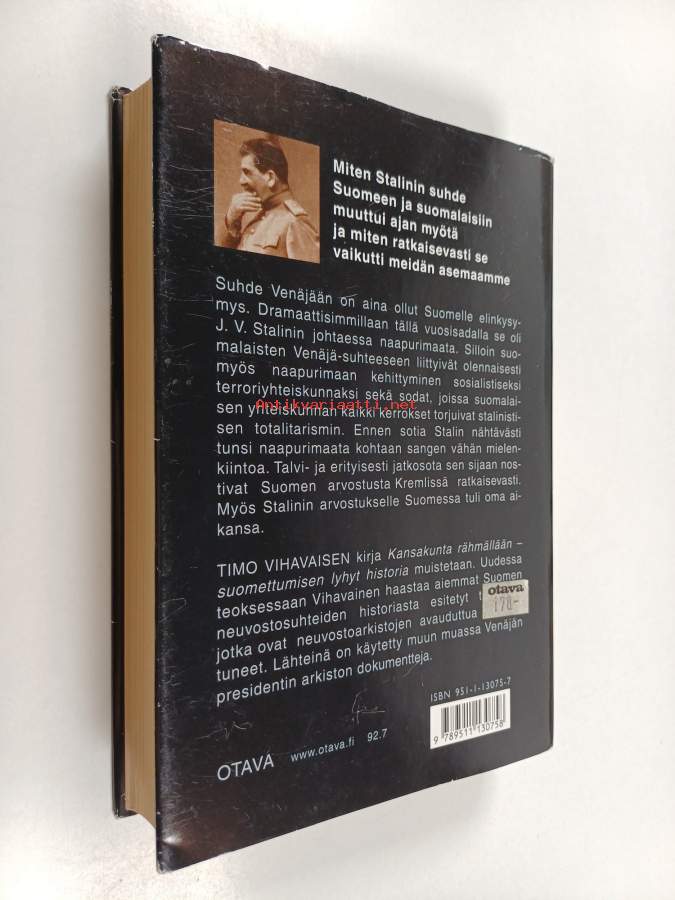 Miten Stalinin suhde
Suomeen ja suomalaisiin
muuttui ajan myötä
ja miten ratkaisevasti se
vaikutti meidän asemaamme
Suhde Venäjään on aina ollut Suomelle elinkysy-
mys. Dramaattisimmillaan tällä vuosisadalla se oli
J. V. Stalinin johtaessa naapurimaata. Silloin suo-
malaisten Venäjä-suhteeseen liittyivät olennaisesti
myös naapurimaan kehittyminen sosialistiseksi
terroriyhteiskunnaksi sekä sodat, joissa suomalai-
Antikvariaatti.net
sen yhteiskunnan kaikki kerrokset torjuivat stalinisti-
sen totalitarismin. Ennen sotia Stalin nähtävästi
tunsi naapurimaata kohtaan sangen vähän mielen-
kiintoa. Talvi- ja erityisesti jatkosota sen sijaan nos-
tivat Suomen arvostusta Kremlissä ratkaisevasti.
Myös Stalinin arvostukselle Suomessa tuli oma ai-
kansa.
TIMO VIHAVAISEN kirja Kansakunta rähmällään –
suomettumisen lyhyt historia muistetaan. Uudessa
teoksessaan Vihavainen haastaa aiemmat Suomen
neuvostosuhteiden historiasta esitetyt t
jotka ovat neuvostoarkistojen avauduttua
tuneet. Lähteinä on käytetty muun muassa Venäjän
presidentin arkiston dokumentteja.
otava
170-
ISBN 951-1-13075-7
9 789511 130758
OTAVA www.otava.fi 92.7